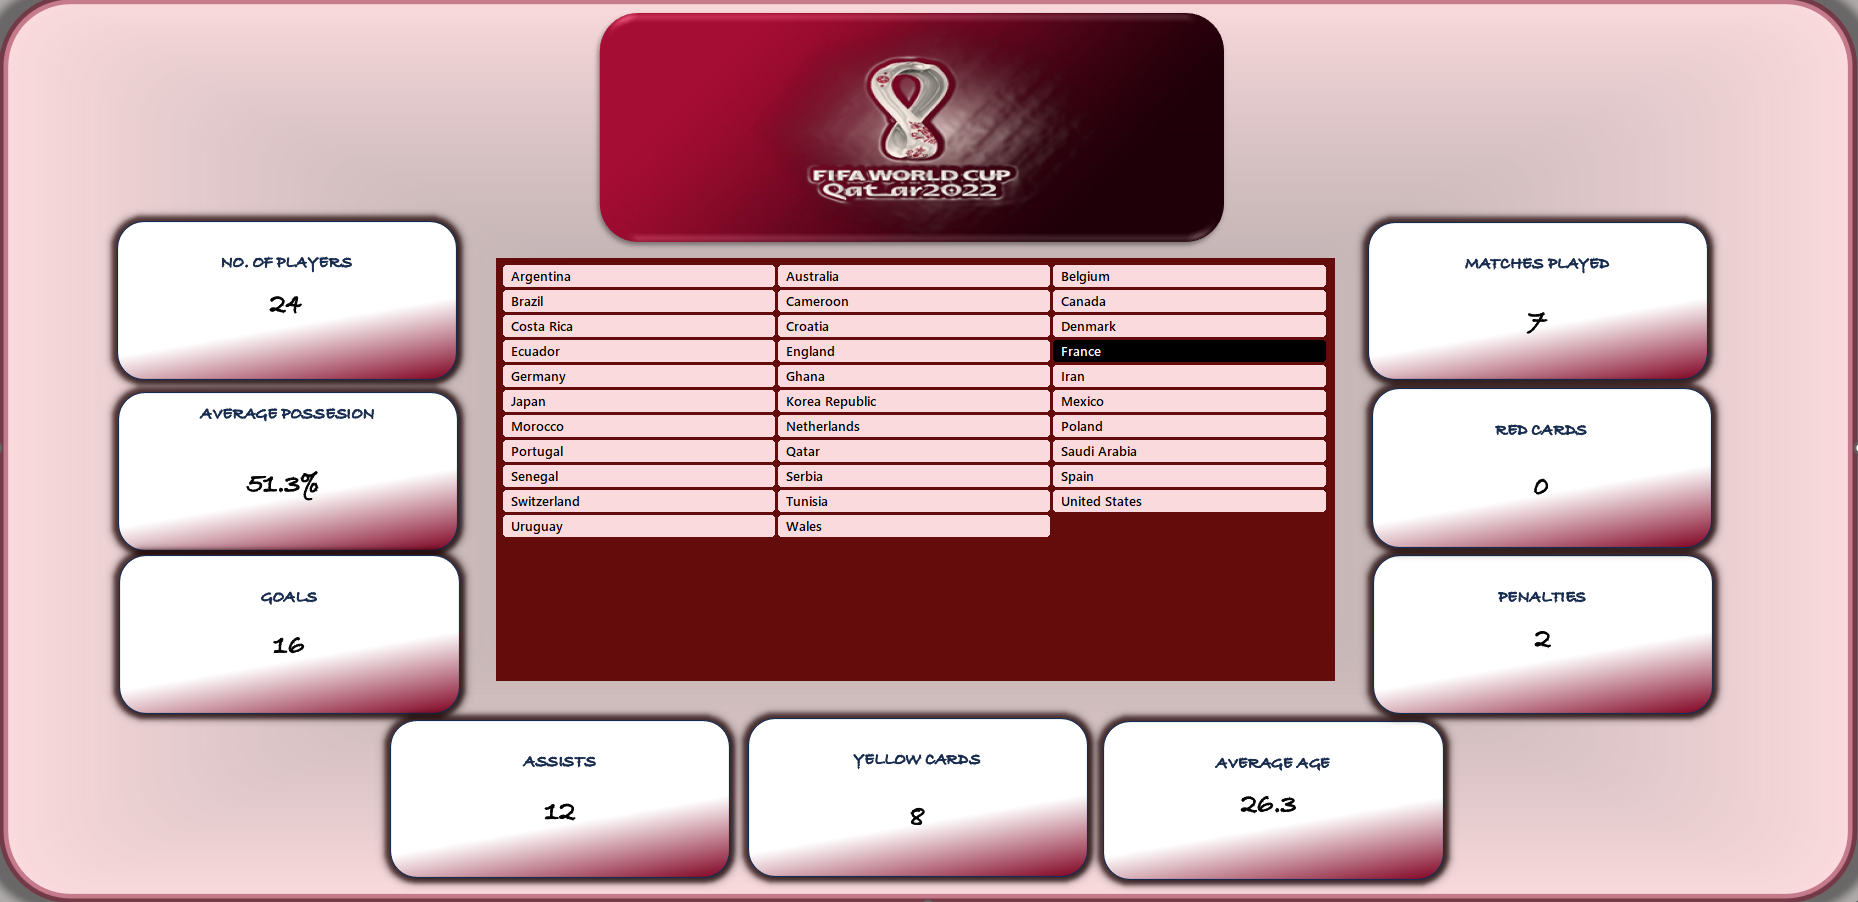 FIFA WORLD CUP
Qatar2022
NO. OF PLAYERS
24
AVERAGE POSSESION
51.3%
GOALS
16
Argentina
Australia
Belgium
Brazil
Cameroon
Canada
Costa Rica
Croatia
Denmark
Ecuador
England
France
Germany
Ghana
Iran
Japan
Korea Republic
Mexico
Morocco
Netherlands
Poland
Portugal
Qatar
Saudi Arabia
Senegal
Serbia
Spain
Switzerland
Tunisia
United States
Uruguay
Wales
MATCHES PLAYED
7
RED CARDS
0
PENALTIES
2
ASSISTS
12
YELLOW CARDS
8
AVERAGE AGE
26.3